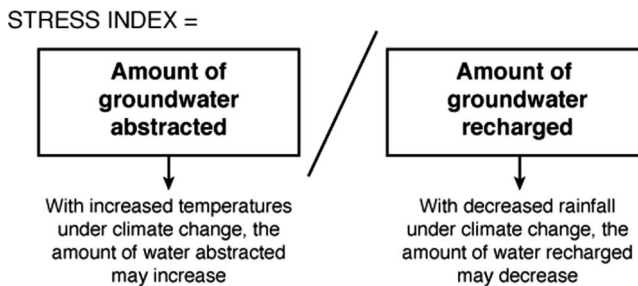 STRESS INDEX =
Amount of
groundwater
abstracted
/
Amount of
groundwater
recharged
With increased temperatures
under climate change, the
amount of water abstracted
may increase
With decreased rainfall
under climate change, the
amount of water recharged
may decrease